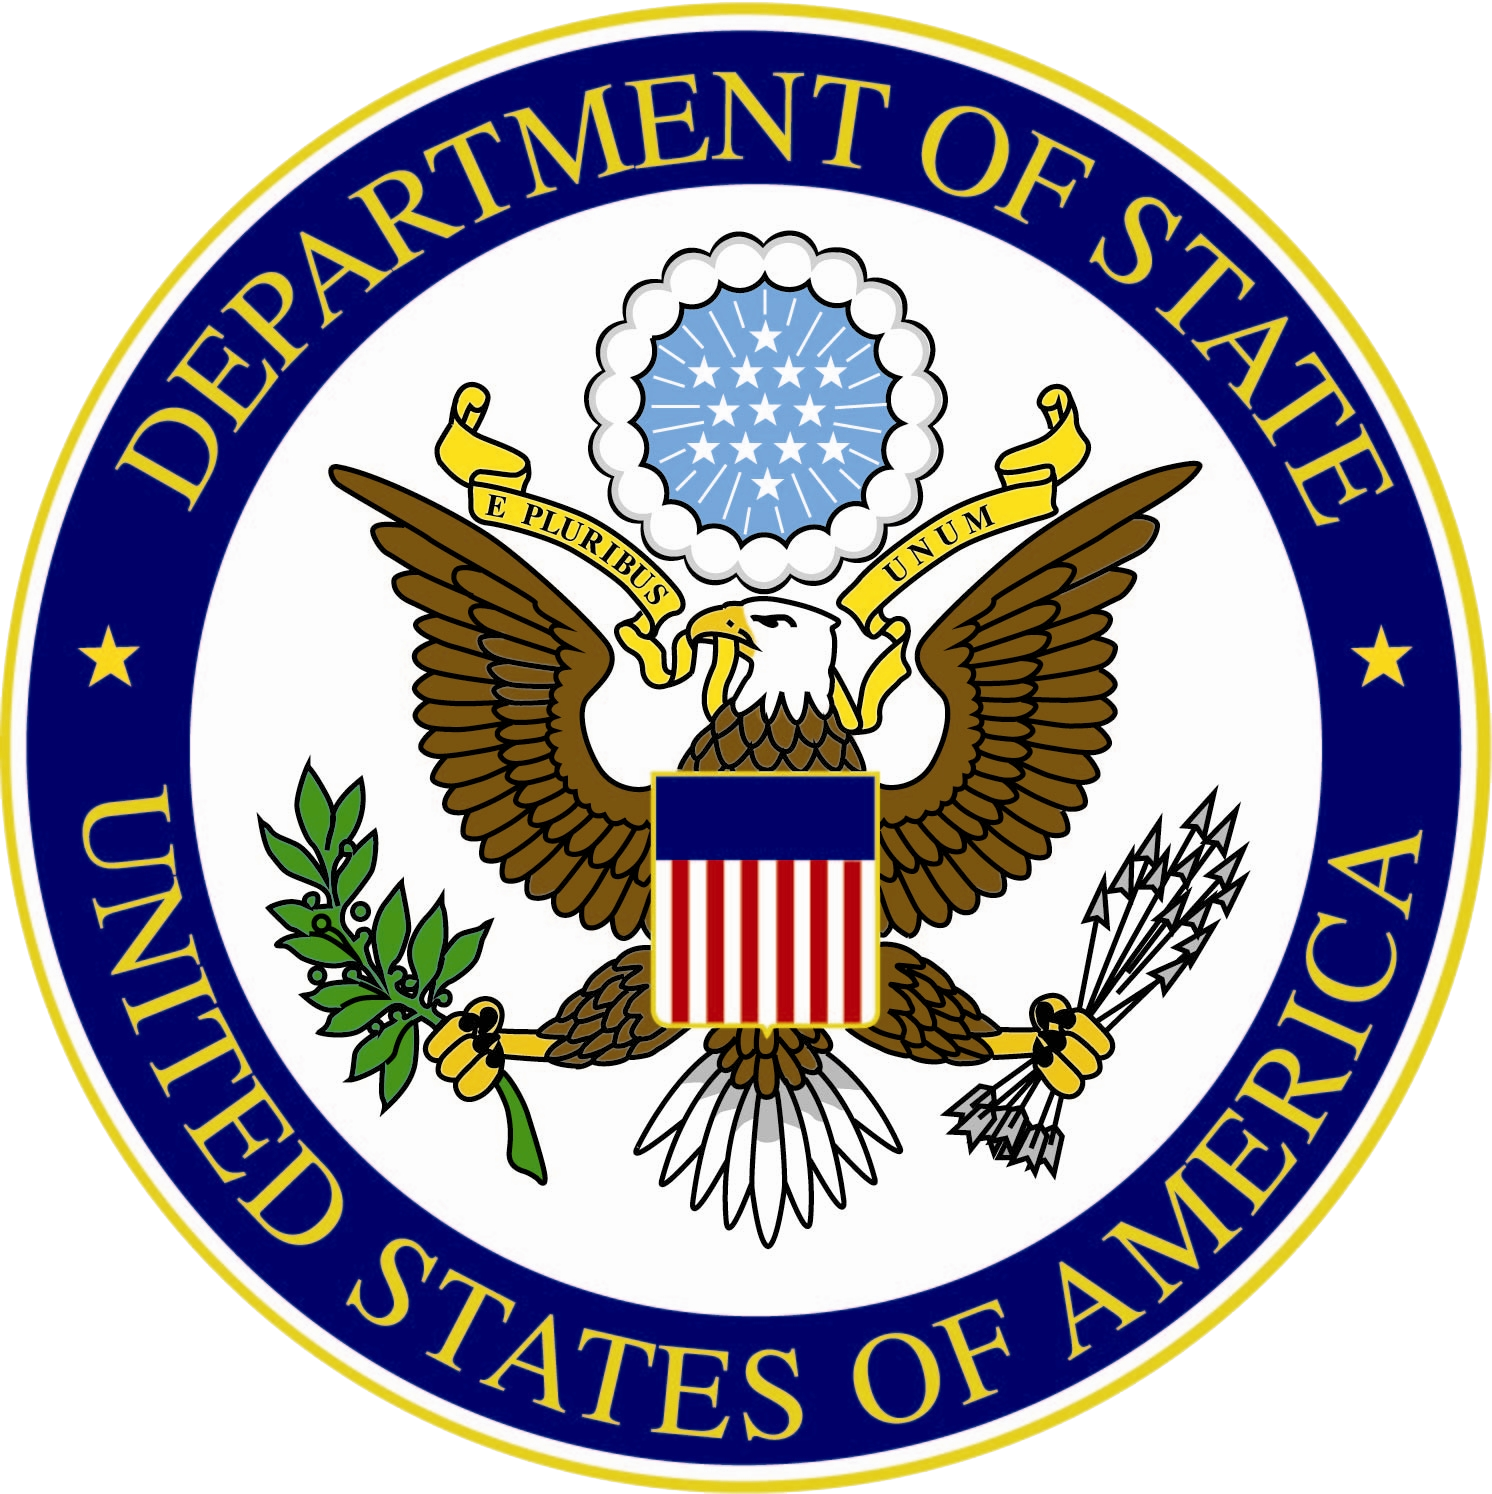 DEPARTMENT OF STATE
E PLURIBUS UNUM
UNITED STATES OF AMERICA